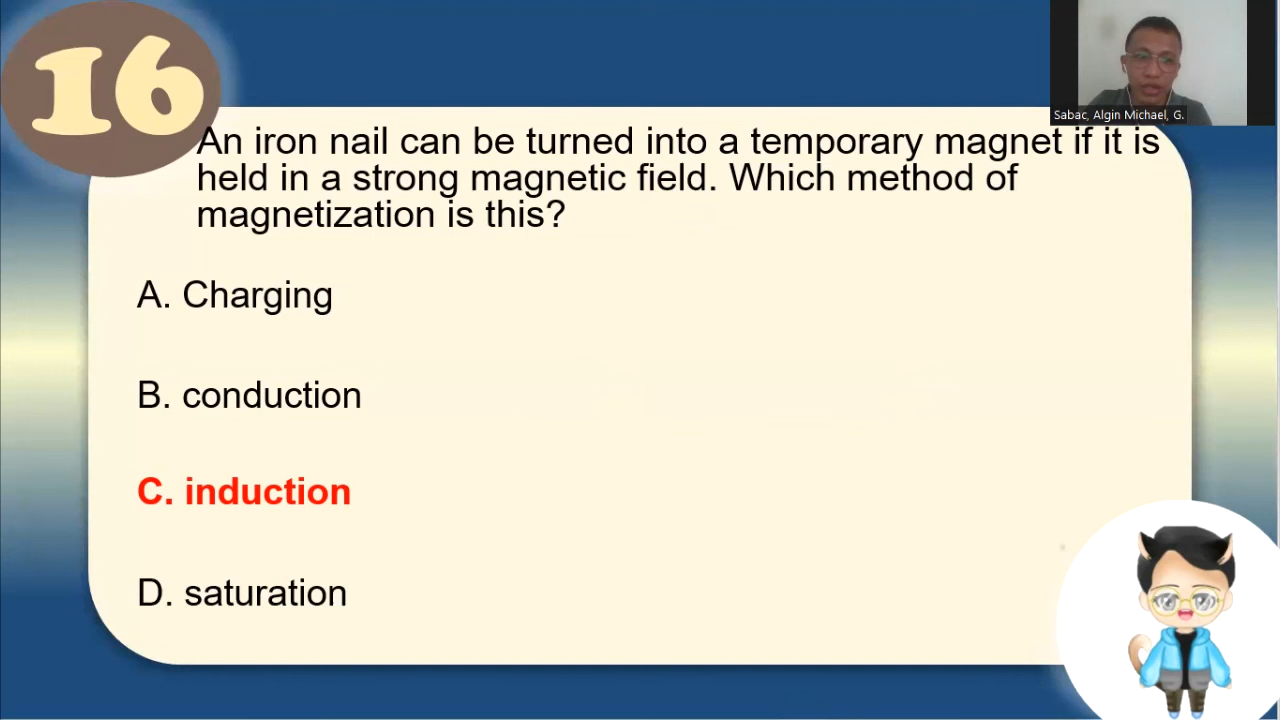 16
Sabac, Algin Michael, G.
An iron nail can be turned into a temporary magnet if it is
held in a strong magnetic field. Which method of
magnetization is this?
A. Charging
B. conduction
C. induction
D. saturation